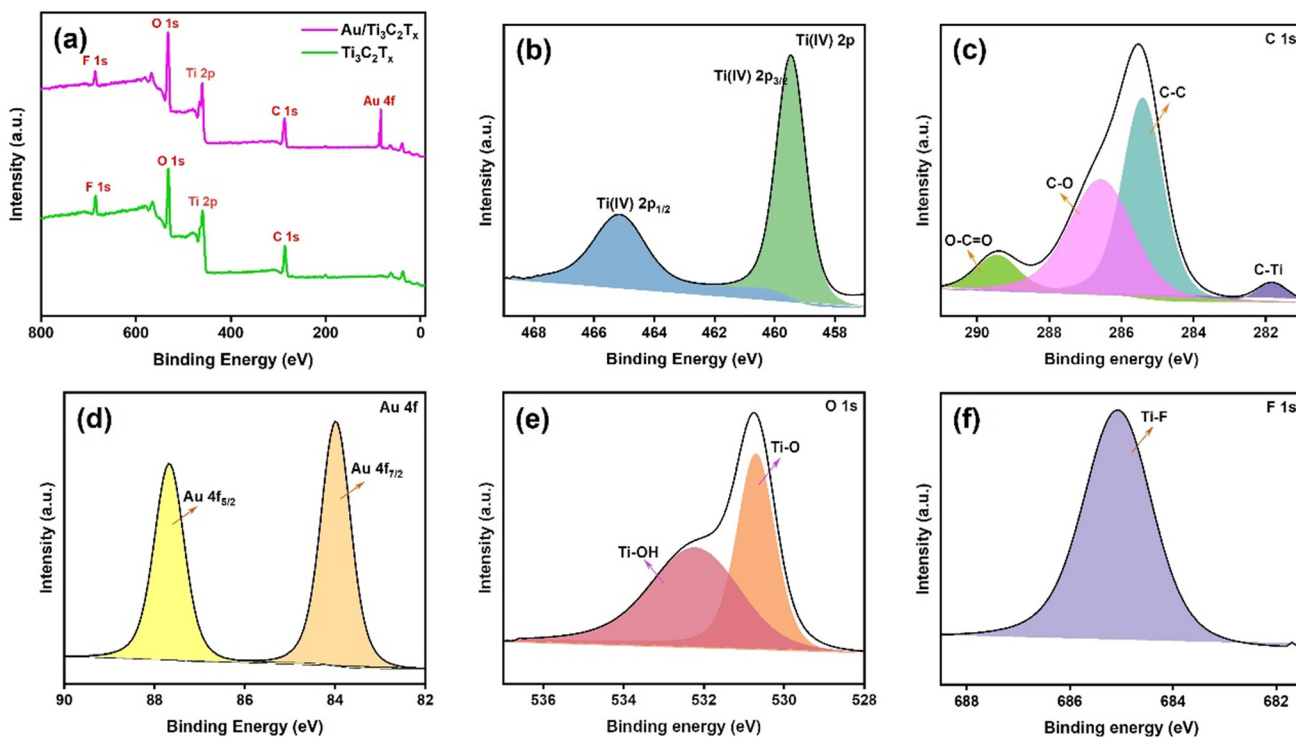 (a)
Au/Ti₃C₂Tₓ
Ti₃C₂Tₓ
F 1s
O 1s
Ti 2p
C 1s
Au 4f
F 1s
O 1s
Ti 2p
C 1s
Intensity (a.u.)
800 600 400 200 0
Binding Energy (eV)
(b)
Ti(IV) 2p
Ti(IV) 2p₃/₂
Ti(IV) 2p₁/₂
Intensity (a.u.)
468 466 464 462 460 458
Binding Energy (eV)
(c)
C 1s
C-C
C-O
O-C=O
C-Ti
Intensity (a.u.)
290 288 286 284 282
Binding energy (eV)
(d)
Au 4f
Au 4f₇/₂
Au 4f₅/₂
Intensity (a.u.)
90 88 86 84 82
Binding Energy (eV)
(e)
O 1s
Ti-O
Ti-OH
Intensity (a.u.)
536 534 532 530 528
Binding energy (eV)
(f)
F 1s
Ti-F
Intensity (a.u.)
688 686 684 682
Binding Energy (eV)